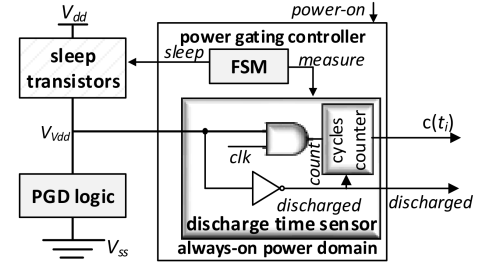 power-on
V_dd
power gating controller
sleep
transistors
sleep
FSM
measure
V_Vdd
clk
count
cycles
counter
c(t_i)
PGD logic
discharged
discharged
discharge time sensor
V_ss
always-on power domain